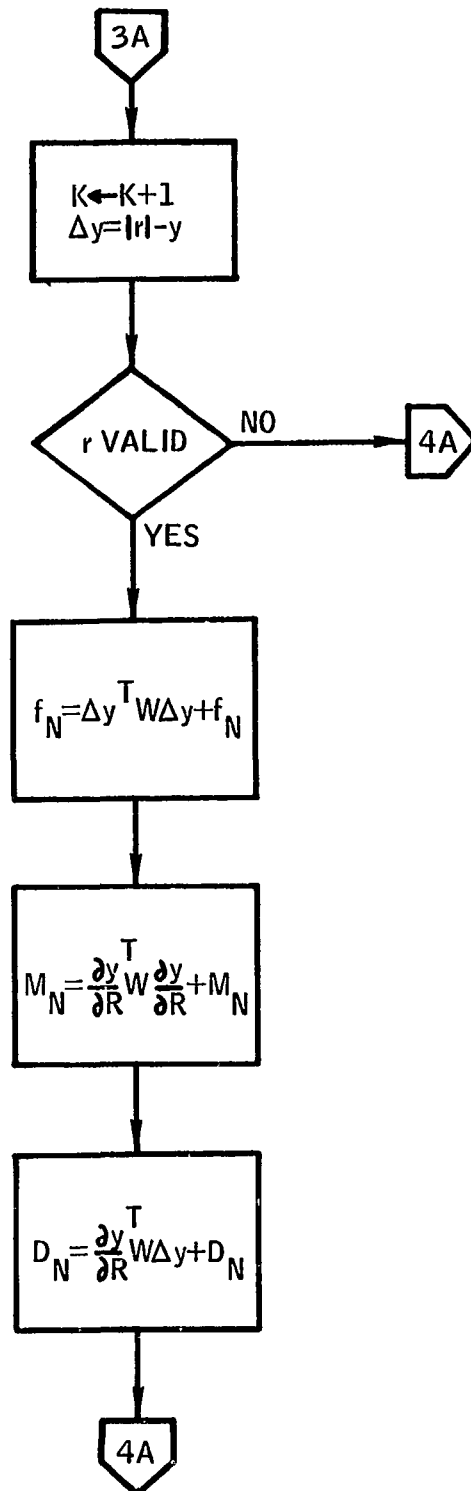 3A
K←K+1
Δy=|r|-y
r VALID
NO
4A
YES
f_N=Δy^T WΔy+f_N
M_N=∂y/∂R^T W ∂y/∂R+M_N
D_N=∂y/∂R^T WΔy+D_N
4A